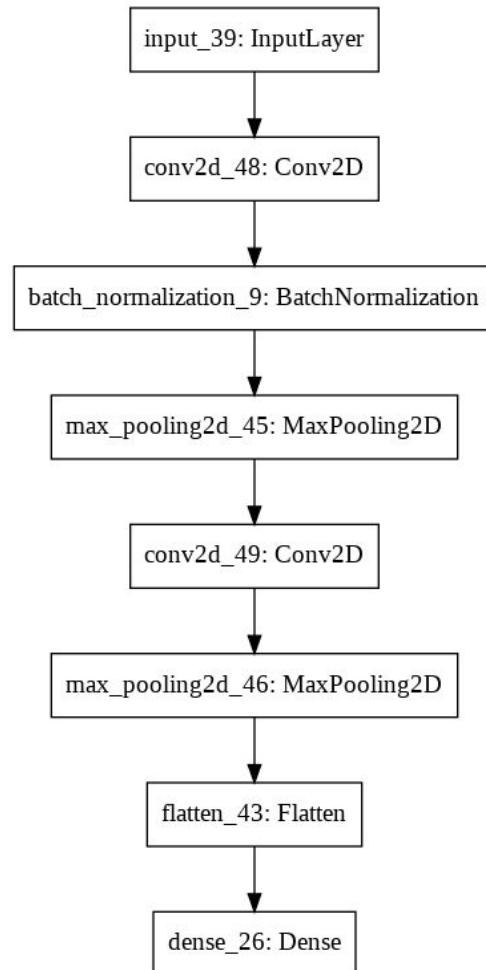 input_39: InputLayer
conv2d_48: Conv2D
batch_normalization_9: BatchNormalization
max_pooling2d_45: MaxPooling2D
conv2d_49: Conv2D
max_pooling2d_46: MaxPooling2D
flatten_43: Flatten
dense_26: Dense